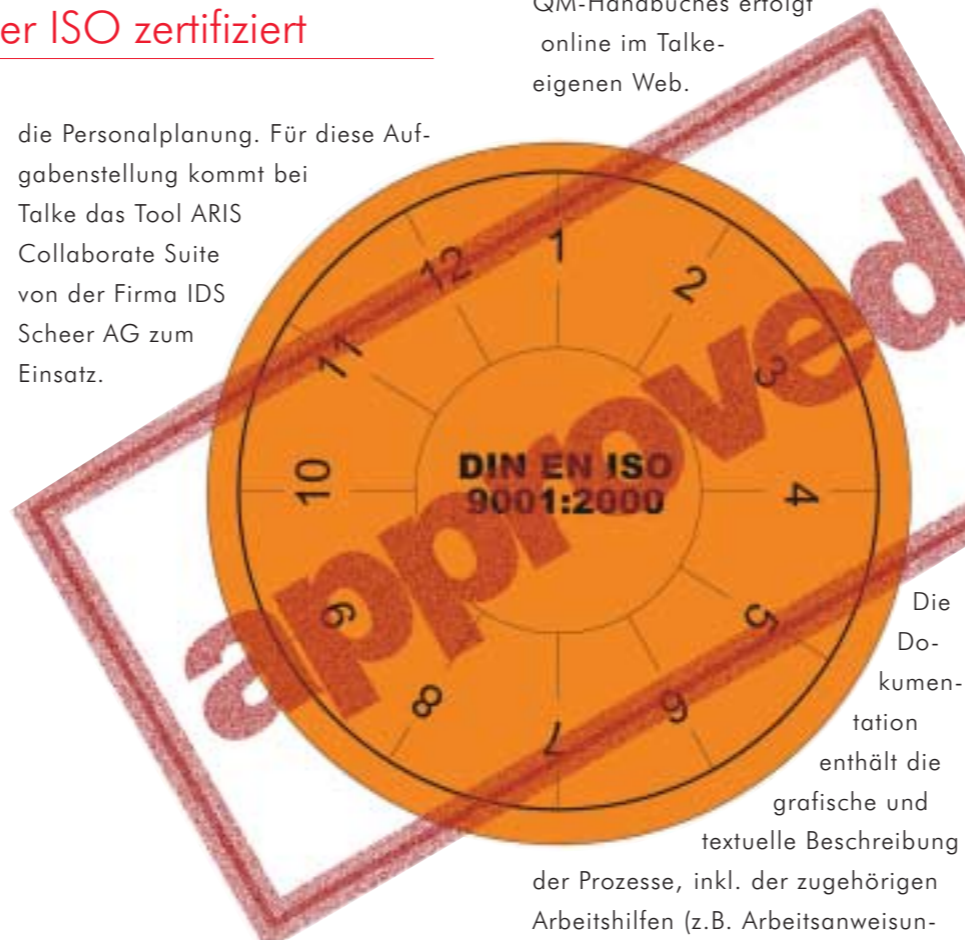 er ISO zertifiziert
die Personalplanung. Für diese Auf-
gabenstellung kommt bei
Talke das Tool ARIS
Collaborate Suite
von der Firma IDS
Scheer AG zum
Einsatz.
QM-Handbuches erfolgt
online im Talke-
eigenen Web.
1
2
3
4
5
6
7
8
9
10
11
12
DIN EN ISO
9001:2000
approved
Die
Do-
kumen-
tation
enthält die
grafische und
textuelle Beschreibung
der Prozesse, inkl. der zugehörigen
Arbeitshilfen (z.B. Arbeitsanweisun-